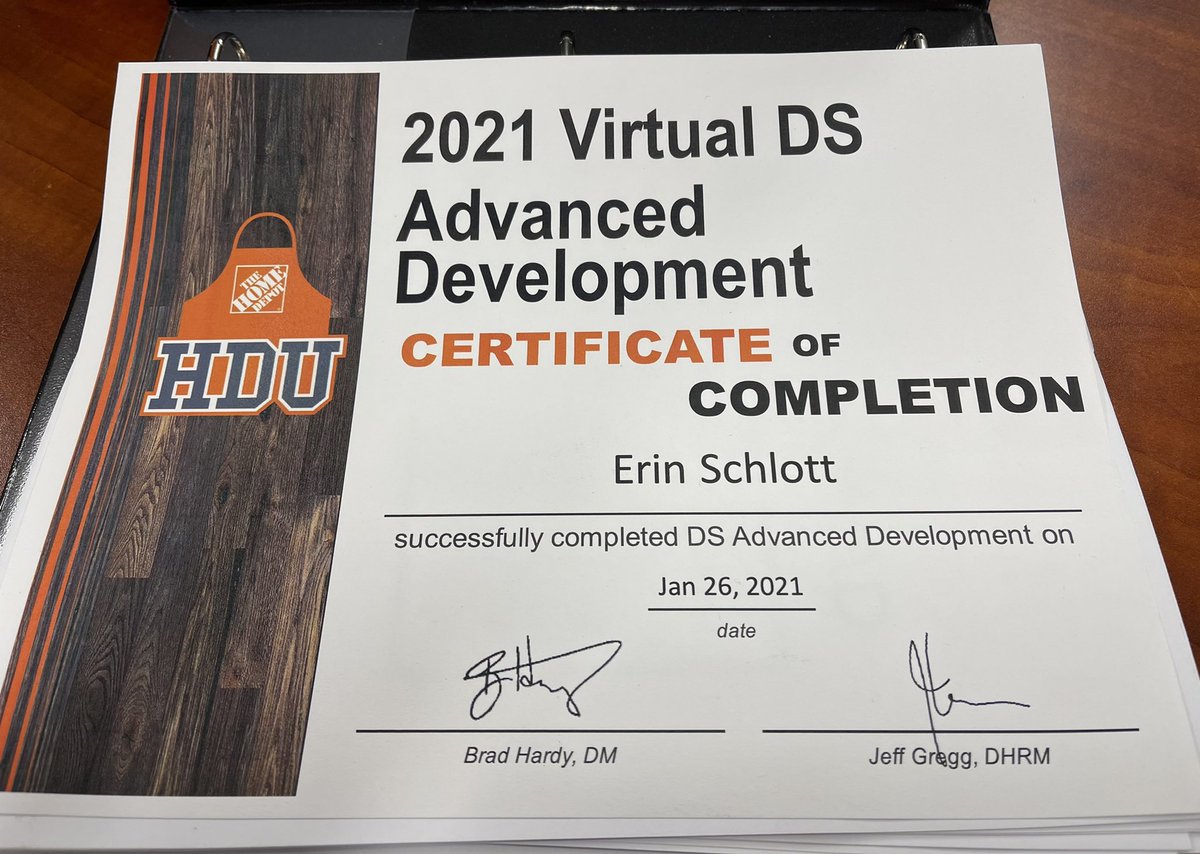 2021 Virtual DS
Advanced
Development
CERTIFICATE OF
COMPLETION
THE
HOME
DEPOT
HDU
Erin Schlott
successfully completed DS Advanced Development on
Jan 26, 2021
date
Brad Hardy, DM
Jeff Gregg, DHRM